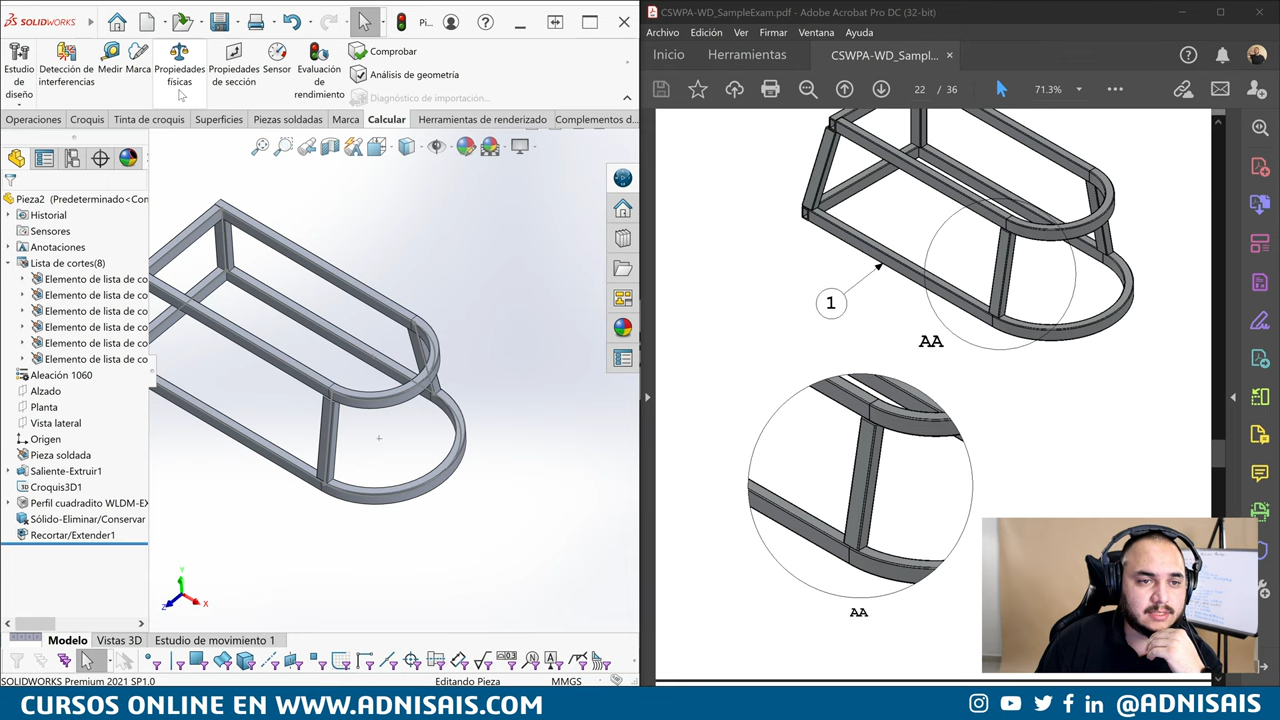 SOLIDWORKS
Pi...
Estudio de diseño
Detección de interferencias
Medir
Marca
Propiedades físicas
Propiedades de sección
Sensor
Evaluación de rendimiento
Comprobar
Análisis de geometría
Diagnóstico de importación...
Operaciones
Croquis
Tinta de croquis
Superficies
Piezas soldadas
Marca
Calcular
Herramientas de renderizado
Complementos d...
Pieza2 (Predeterminado<Con
Historial
Sensores
Anotaciones
Lista de cortes(8)
Elemento de lista de co
Elemento de lista de co
Elemento de lista de co
Elemento de lista de co
Elemento de lista de co
Elemento de lista de co
Aleación 1060
Alzado
Planta
Vista lateral
Origen
Pieza soldada
Saliente-Extruir1
Croquis3D1
Perfil cuadradito WLDM-EX
Sólido-Eliminar/Conservar
Recortar/Extender1
Y
X
Z
Modelo
Vistas 3D
Estudio de movimiento 1
SOLIDWORKS Premium 2021 SP1.0
Editando Pieza
MMGS
CSWPA-WD_SampleExam.pdf - Adobe Acrobat Pro DC (32-bit)
Archivo
Edición
Ver
Firmar
Ventana
Ayuda
Inicio
Herramientas
CSWPA-WD_Sampl...
22 / 36
71.3%
1
AA
AA
CURSOS ONLINE EN WWW.ADNISAIS.COM
@ADNISAIS